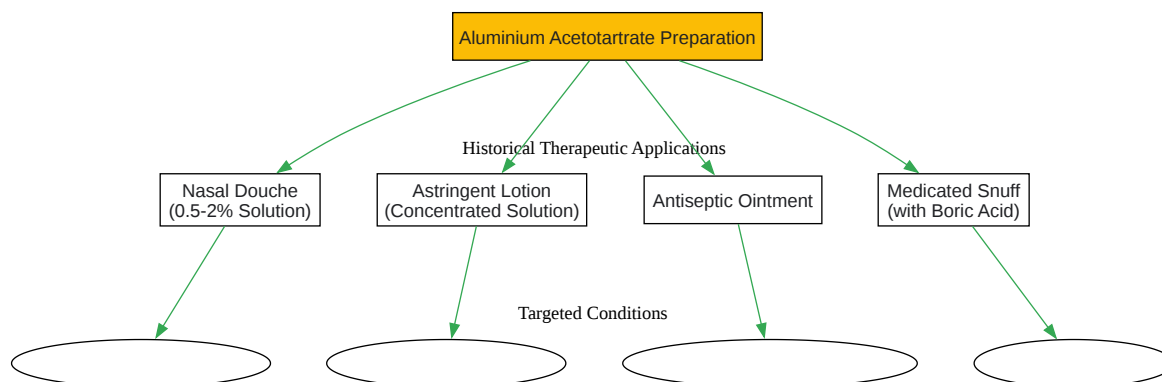 Aluminium Acetotartrate Preparation
Historical Therapeutic Applications
Nasal Douche
(0.5-2% Solution)
Astringent Lotion
(Concentrated Solution)
Antiseptic Ointment
Medicated Snuff
(with Boric Acid)
Targeted Conditions